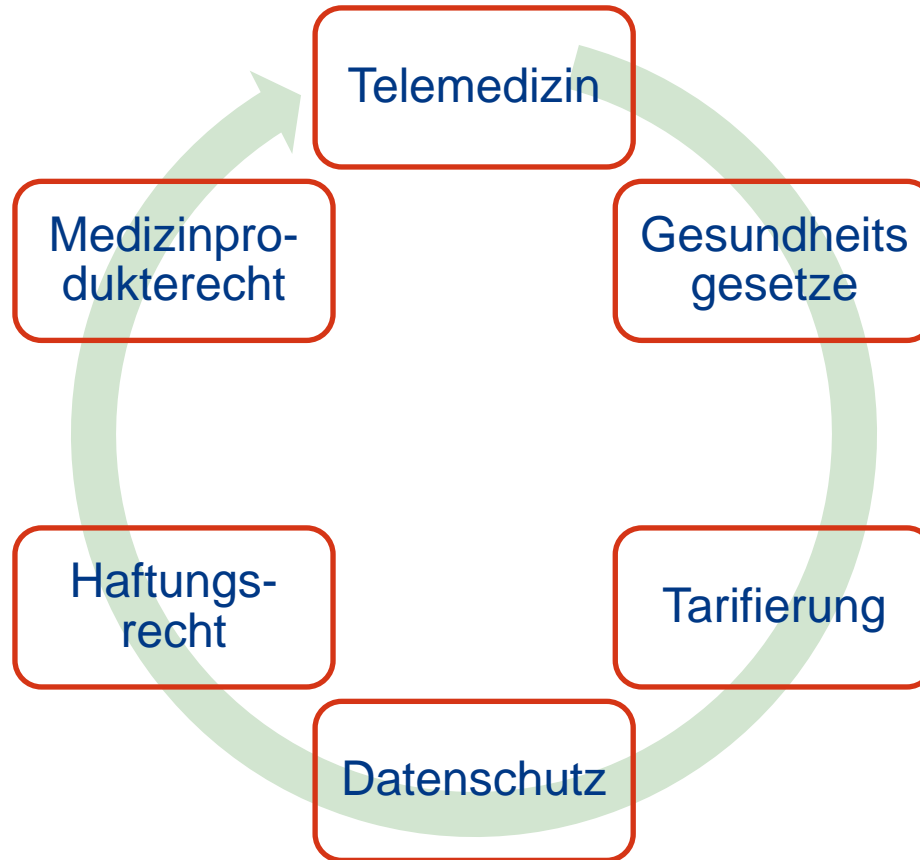 Telemedizin
Gesundheits
gesetze
Tarifierung
Datenschutz
Haftungs-
recht
Medizinpro-
dukterecht